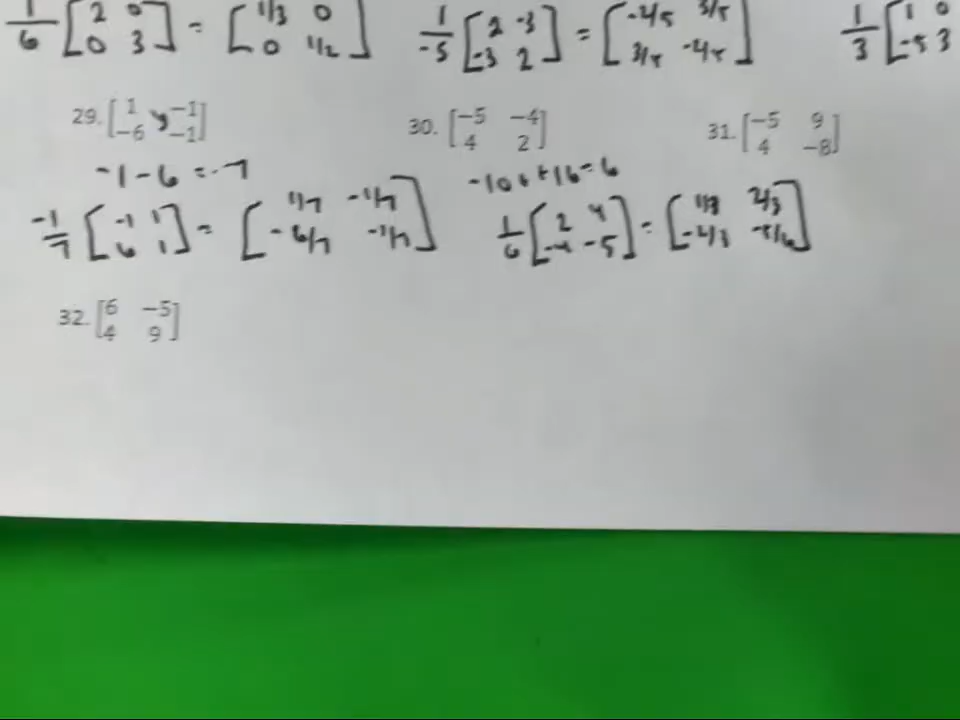 1/6 [2 0; 0 3] = [1/3 0; 0 1/2]
1/-5 [2 -3; -3 2] = [-2/5 3/5; 3/5 -2/5]
1/3 [1 0; -5 3]
29. [1 -1; -6 -1]
30. [-5 -4; 4 2]
31. [-5 9; 4 -8]
-1-6=-7
-10++16=6
-1/7 [-1 1; 6 1] = [1/7 -1/7; -6/7 -1/7]
1/6 [2 4; -4 -5] = [1/3 2/3; -2/3 -5/6]
32. [6 -5; 4 9]